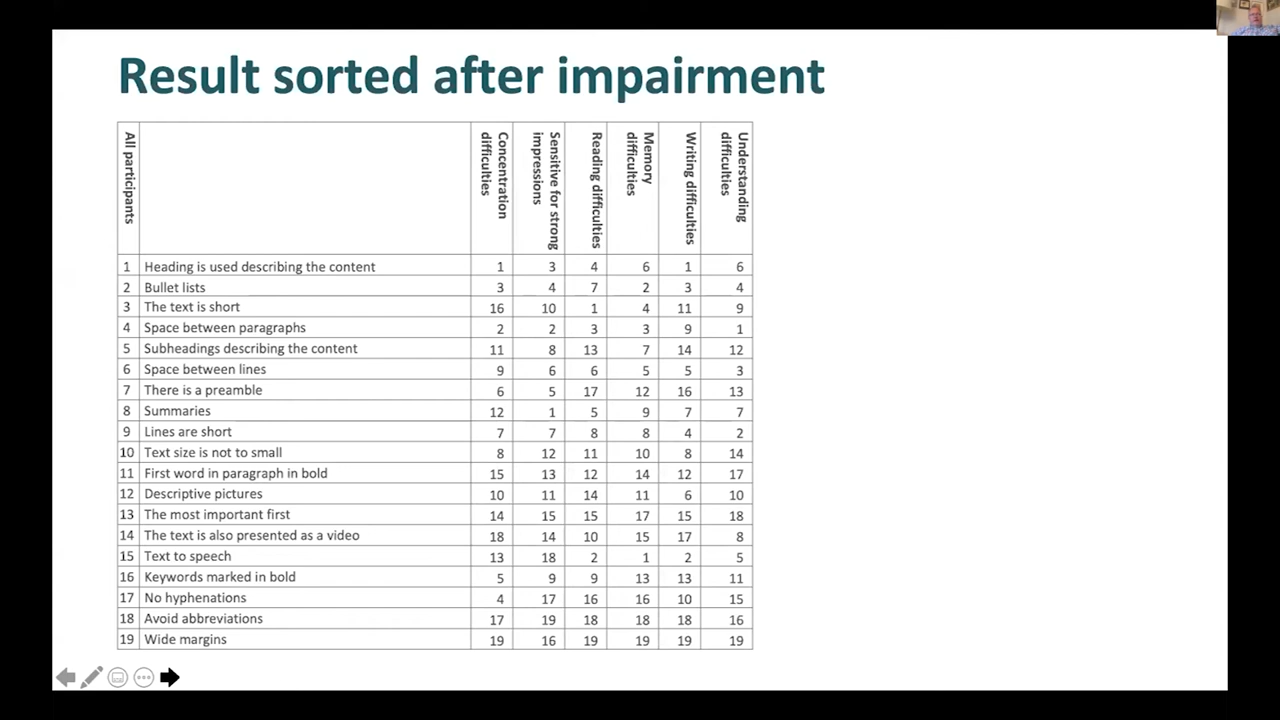 Result sorted after impairment
All participants Concentration difficulties Sensitive for strong impressions Reading difficulties Memory difficulties Writing difficulties Understanding difficulties
1 Heading is used describing the content 1 3 4 6 1 6
2 Bullet lists 3 4 7 2 3 4
3 The text is short 16 10 1 4 11 9
4 Space between paragraphs 2 2 3 3 9 1
5 Subheadings describing the content 11 8 13 7 14 12
6 Space between lines 9 6 6 5 5 3
7 There is a preamble 6 5 17 12 16 13
8 Summaries 12 1 5 9 7 7
9 Lines are short 7 7 8 8 4 2
10 Text size is not to small 8 12 11 10 8 14
11 First word in paragraph in bold 15 13 12 14 12 17
12 Descriptive pictures 10 11 14 11 6 10
13 The most important first 14 15 15 17 15 18
14 The text is also presented as a video 18 14 10 15 17 8
15 Text to speech 13 18 2 1 2 5
16 Keywords marked in bold 5 9 9 13 13 11
17 No hyphenations 4 17 16 16 10 15
18 Avoid abbreviations 17 19 18 18 18 16
19 Wide margins 19 16 19 19 19 19